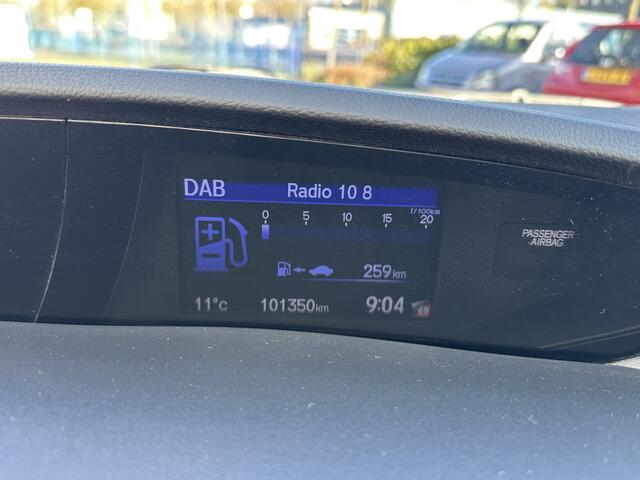 DAB Radio 10 8
l/100km
0 5 10 15 20
259km
11°C 101350km 9:04
PASSENGER
AIRBAG